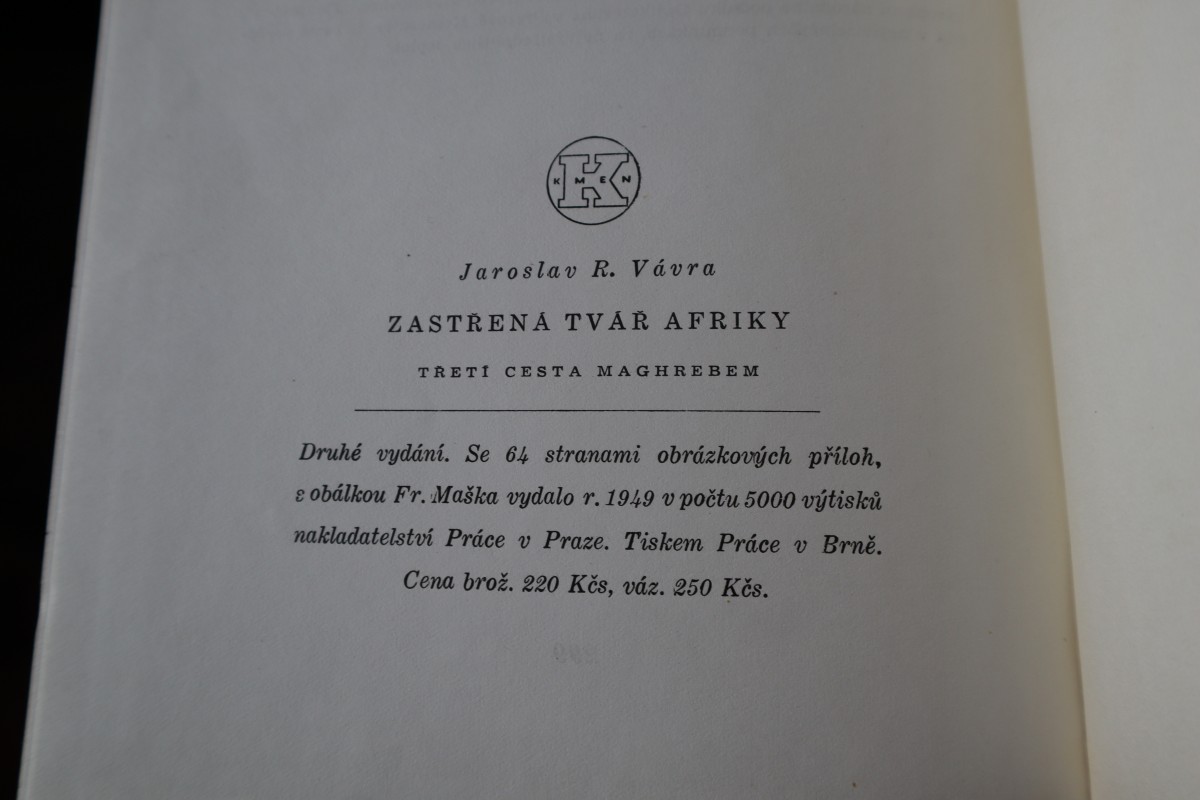 K MEN
Jaroslav R. Vávra
ZASTŘENÁ TVÁŘ AFRIKY
TŘETÍ CESTA MAGHREBEM
Druhé vydání. Se 64 stranami obrázkových příloh,
s obálkou Fr. Maška vydalo r. 1949 v počtu 5000 výtisků
nakladatelství Práce v Praze. Tiskem Práce v Brně.
Cena brož. 220 Kčs, váz. 250 Kčs.